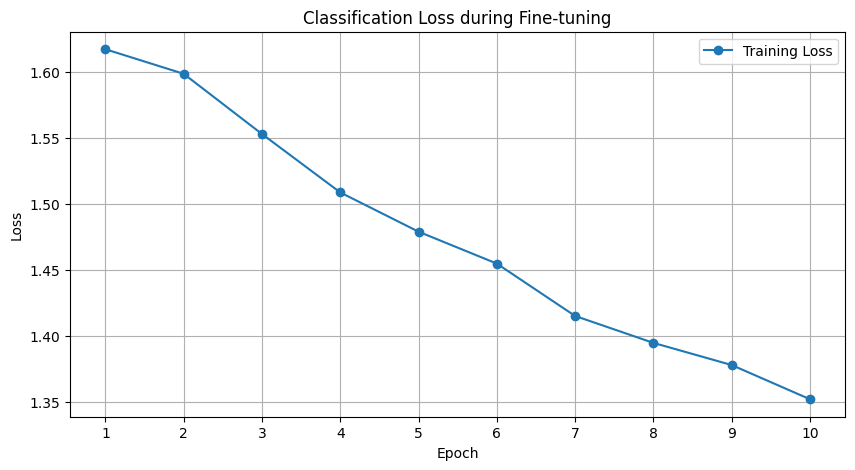 Classification Loss during Fine-tuning
Training Loss
1.60
1.55
1.50
1.45
1.40
1.35
Loss
1 2 3 4 5 6 7 8 9 10
Epoch